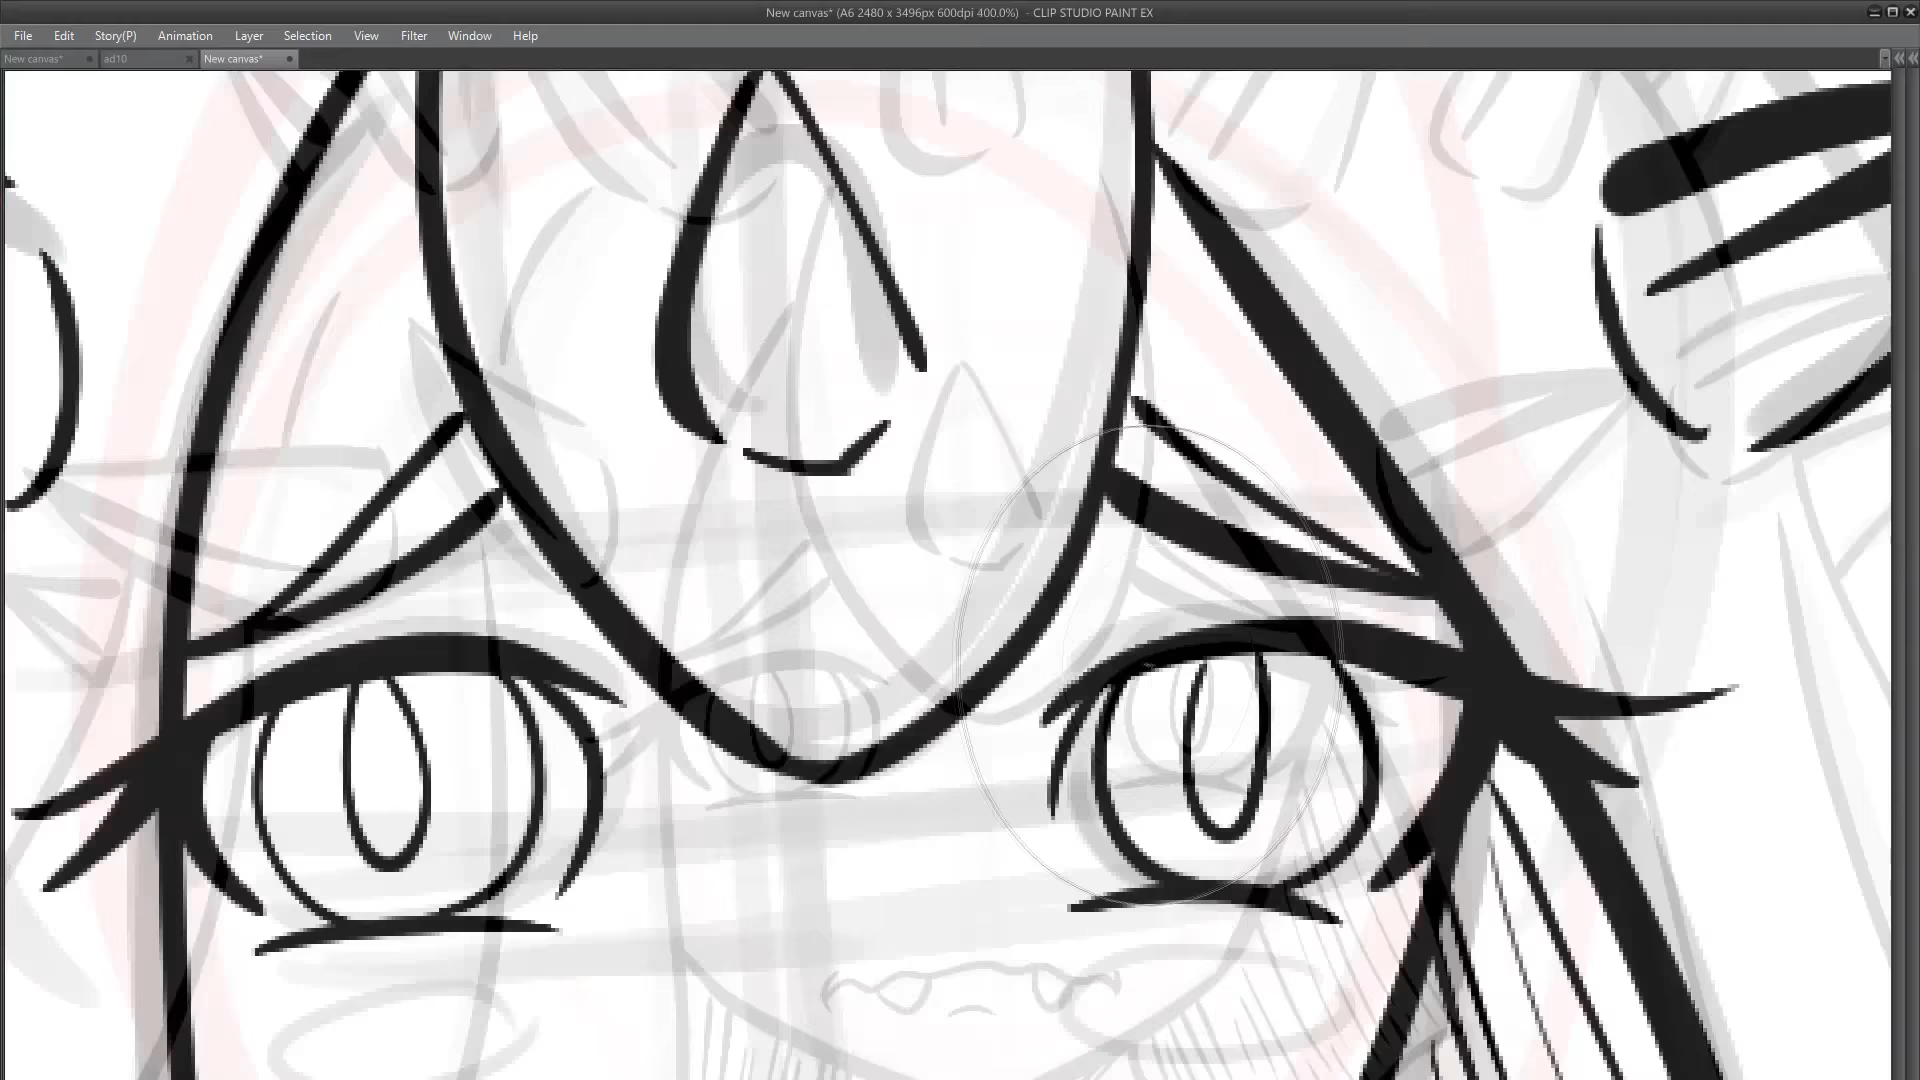 New canvas* (A6 2480 x 3496px 600dpi 400.0%) - CLIP STUDIO PAINT EX
File Edit Story(P) Animation Layer Selection View Filter Window Help
New canvas* ad10 New canvas*